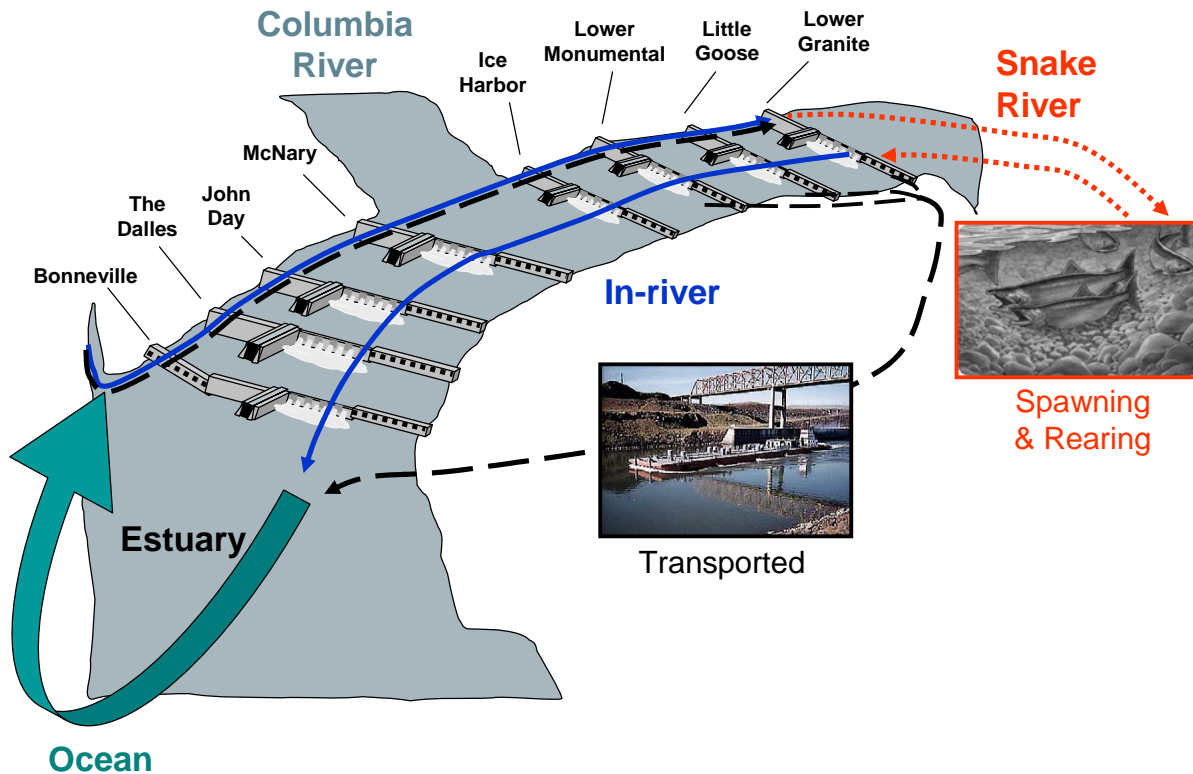 Columbia
River
Ice
Harbor
Lower
Monumental
Little
Goose
Lower
Granite
Snake
River
McNary
John
Day
The
Dalles
Bonneville
In-river
Spawning
& Rearing
Transported
Estuary
Ocean